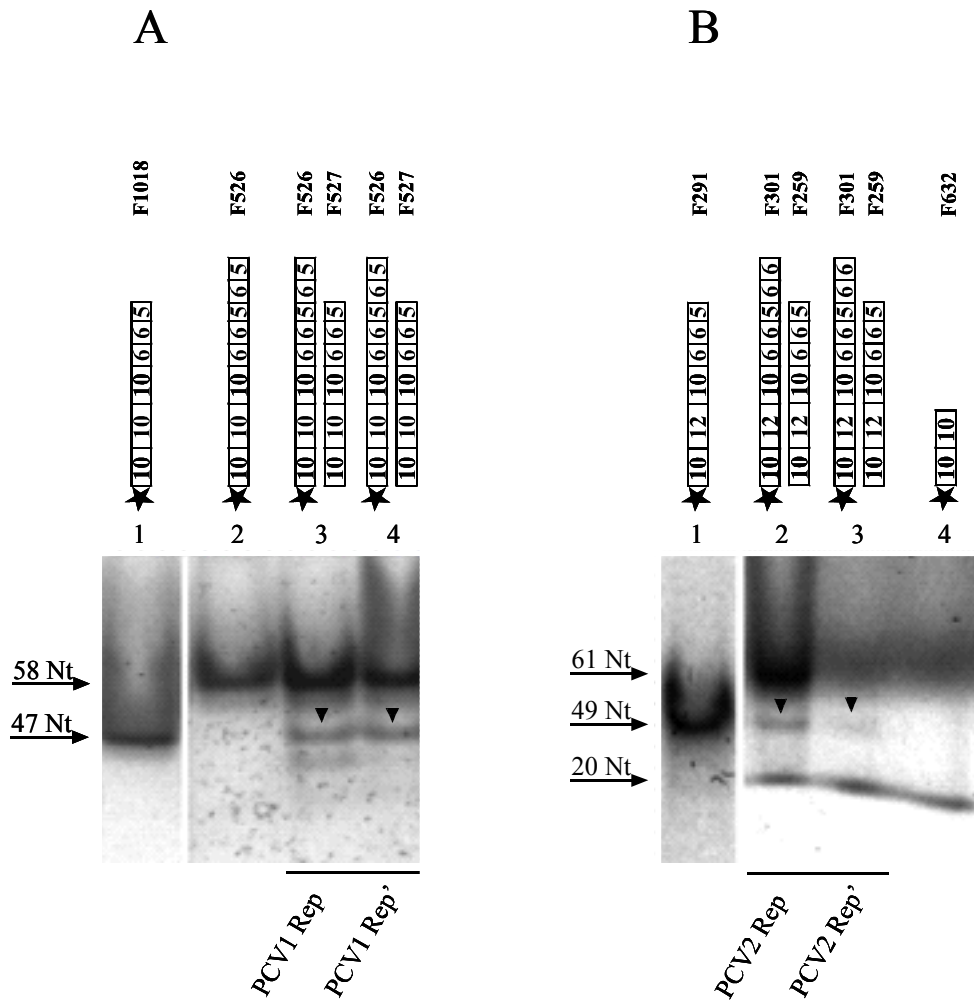 A
F1018
F526
F526
F527
F526
F527
10 10 10 6 6 5
10 10 10 6 6 5 6 5
10 10 10 6 6 5 6 5
10 10 10 6 6 5
10 10 10 6 6 5 6 5
10 10 10 6 6 5
1 2 3 4
58 Nt
47 Nt
PCV1 Rep
PCV1 Rep’
B
F291
F301
F259
F301
F259
F632
10 12 10 6 6 5
10 12 10 6 6 5 6 6
10 12 10 6 6 5
10 12 10 6 6 5 6 6
10 12 10 6 6 5
10 10
1 2 3 4
61 Nt
49 Nt
20 Nt
PCV2 Rep
PCV2 Rep’